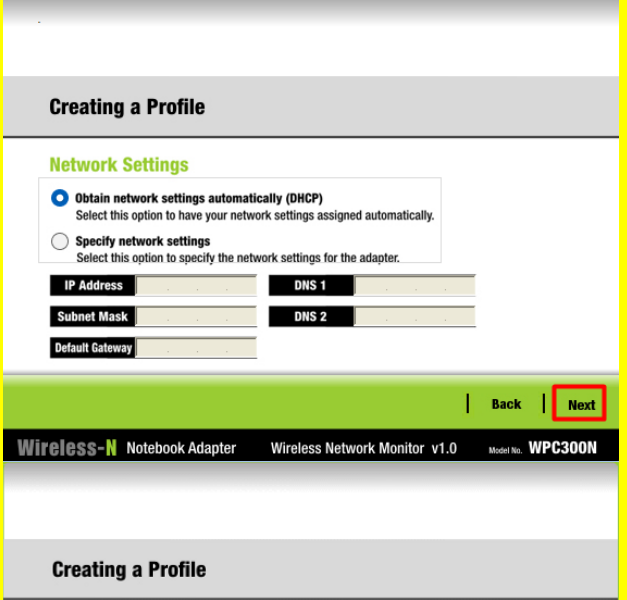 Creating a Profile
Network Settings
Obtain network settings automatically (DHCP)
Select this option to have your network settings assigned automatically.
Specify network settings
Select this option to specify the network settings for the adapter.
IP Address DNS 1
Subnet Mask DNS 2
Default Gateway
Back Next
Wireless-N Notebook Adapter Wireless Network Monitor v1.0 Model No. WPC300N
Creating a Profile